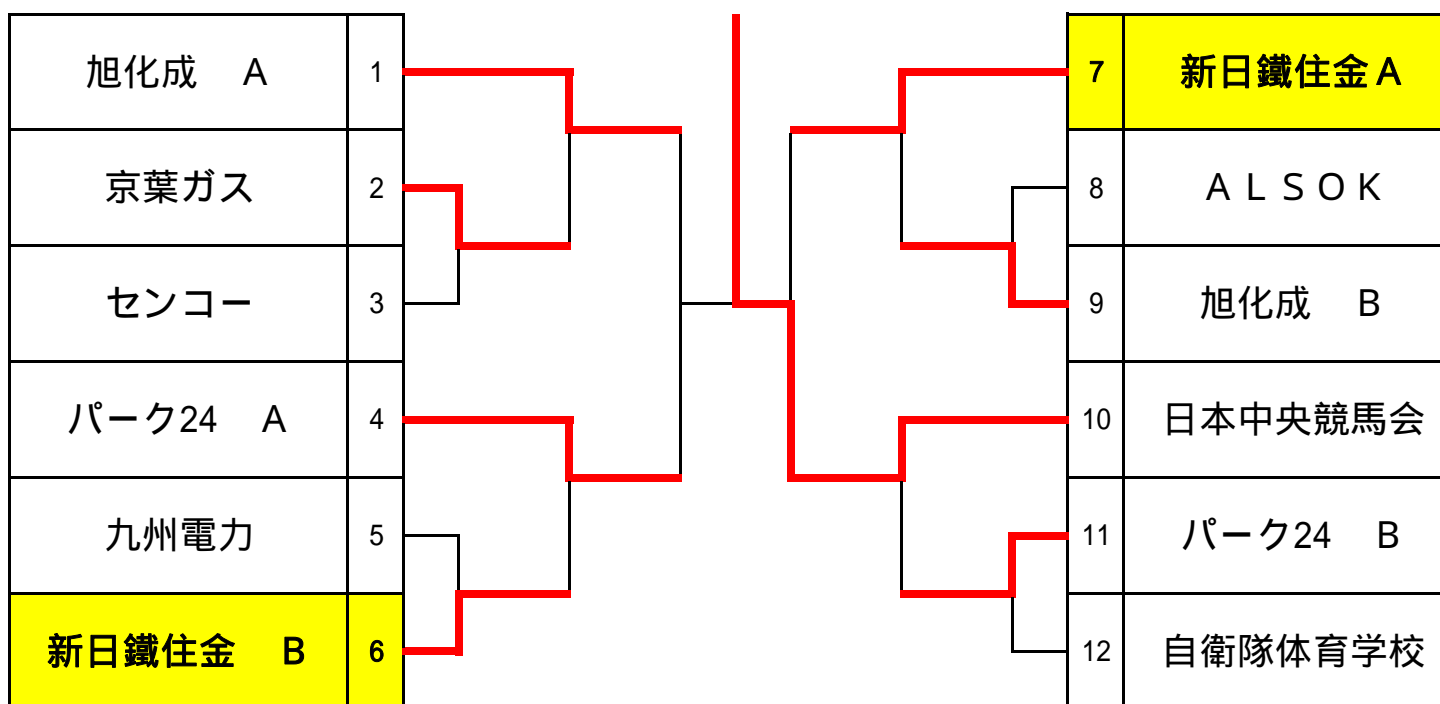 旭化成　A 1
京葉ガス 2
センコー 3
パーク24　A 4
九州電力 5
新日鐵住金　B 6
7 新日鐵住金A
8 ＡＬＳＯＫ
9 旭化成　B
10 日本中央競馬会
11 パーク24　B
12 自衛隊体育学校